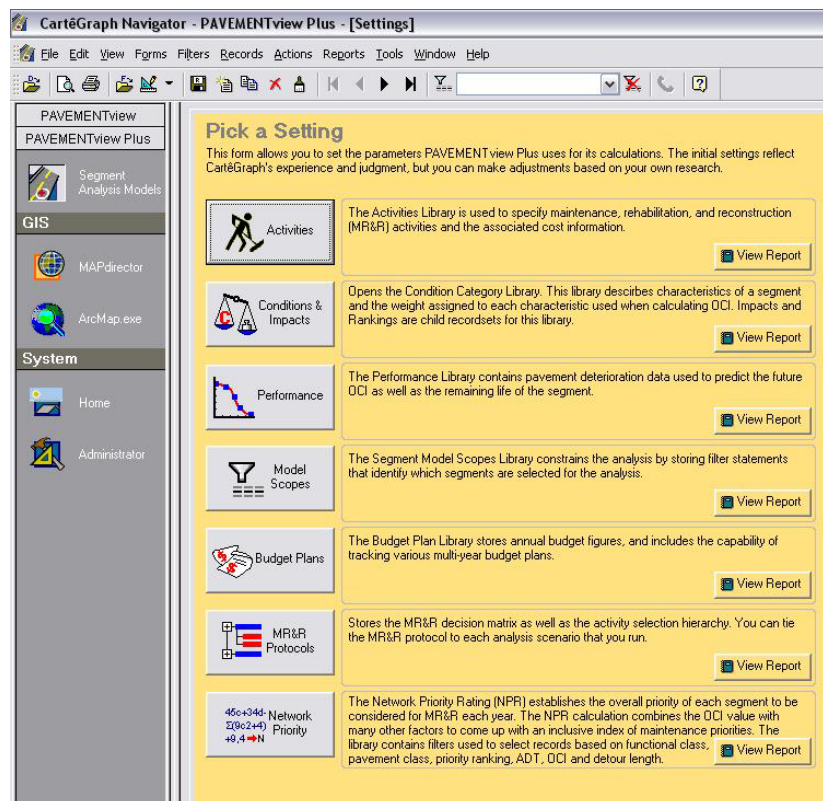 CartêGraph Navigator - PAVEMENTview Plus - [Settings]
File Edit View Forms Filters Records Actions Reports Tools Window Help
PAVEMENTview
PAVEMENTview Plus
Segment
Analysis Models
GIS
MAPdirector
ArcMap.exe
System
Home
Administrator
Pick a Setting
This form allows you to set the parameters PAVEMENTview Plus uses for its calculations. The initial settings reflect
CartêGraph's experience and judgment, but you can make adjustments based on your own research.
Activities
The Activities Library is used to specify maintenance, rehabilitation, and reconstruction
(MR&R) activities and the associated cost information.
View Report
Conditions &
Impacts
Opens the Condition Category Library. This library descirbes characteristics of a segment
and the weight assigned to each characteristic used when calculating OCI. Impacts and
Rankings are child recordsets for this library.
View Report
Performance
The Performance Library contains pavement deterioration data used to predict the future
OCI as well as the remaining life of the segment.
View Report
Model
Scopes
The Segment Model Scopes Library constrains the analysis by storing filter statements
that identify which segments are selected for the analysis.
View Report
Budget Plans
The Budget Plan Library stores annual budget figures, and includes the capability of
tracking various multi-year budget plans.
View Report
MR&R
Protocols
Stores the MR&R decision matrix as well as the activity selection hierarchy. You can tie
the MR&R protocol to each analysis scenario that you run.
View Report
45c+34d-
Σ(9c2+4)
+9,4➔N
Network
Priority
The Network Priority Rating (NPR) establishes the overall priority of each segment to be
considered for MR&R each year. The NPR calculation combines the OCI value with
many other factors to come up with an inclusive index of maintenance priorities. The
library contains filters used to select records based on functional class,
pavement class, priority ranking, ADT, OCI and detour length.
View Report